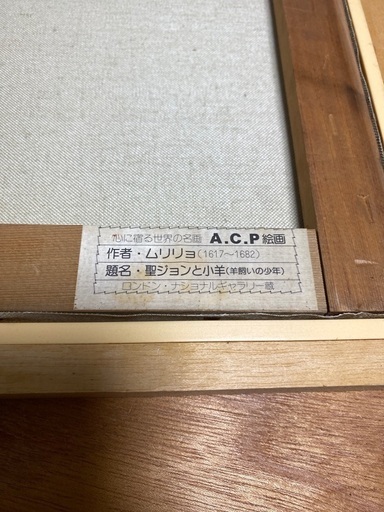 心に宿る世界の名画 A.C.P 絵画
作者・ムリリョ(1617〜1682)
題名・聖ジョンと小羊(羊飼いの少年)
ロンドン・ナショナルギャラリー蔵